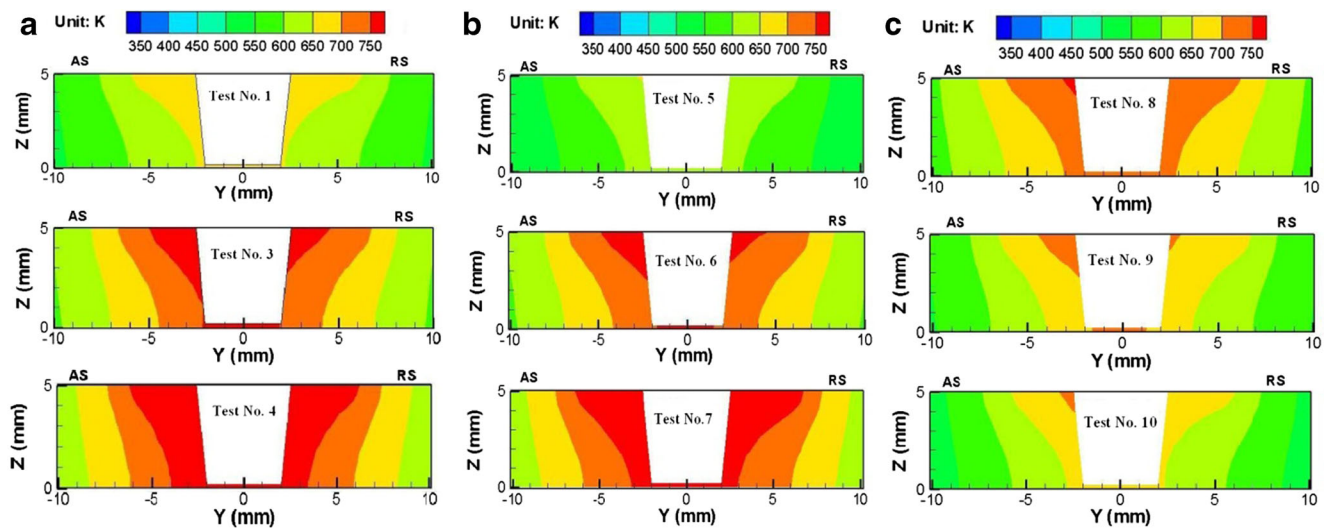 a Unit: K
350 400 450 500 550 600 650 700 750
AS RS
Test No. 1
Z (mm)
5
0
-10 -5 0 5 10
Y (mm)
AS RS
Test No. 3
Z (mm)
5
0
-10 -5 0 5 10
Y (mm)
AS RS
Test No. 4
Z (mm)
5
0
-10 -5 0 5 10
Y (mm)
b Unit: K
350 400 450 500 550 600 650 700 750
AS RS
Test No. 5
Z (mm)
5
0
-10 -5 0 5 10
Y (mm)
AS RS
Test No. 6
Z (mm)
5
0
-10 -5 0 5 10
Y (mm)
AS RS
Test No.7
Z (mm)
5
0
-10 -5 0 5 10
Y (mm)
c Unit: K
350 400 450 500 550 600 650 700 750
AS RS
Test No. 8
Z (mm)
5
0
-10 -5 0 5 10
Y (mm)
AS RS
Test No. 9
Z (mm)
5
0
-10 -5 0 5 10
Y (mm)
AS RS
Test No. 10
Z (mm)
5
0
-10 -5 0 5 10
Y (mm)